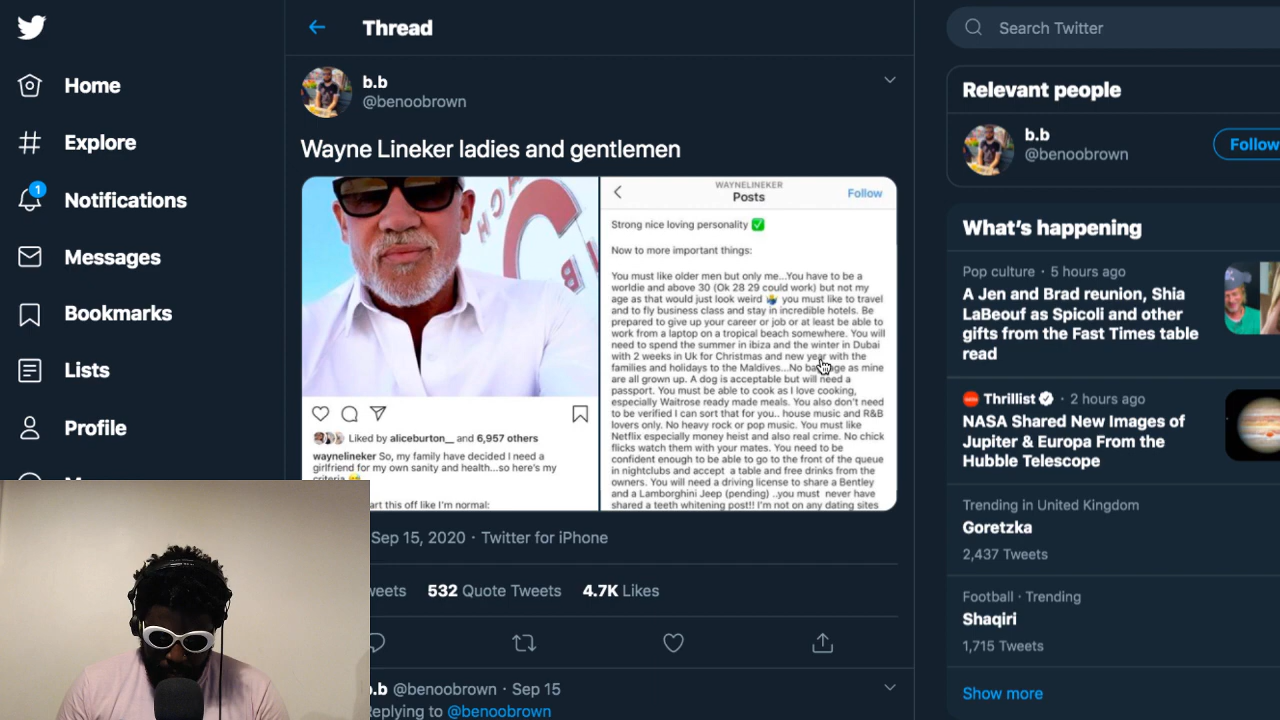 Home
Explore
1
Notifications
Messages
Bookmarks
Lists
Profile
Thread
b.b
@benoobrown
Wayne Lineker ladies and gentlemen
Liked by aliceburton__ and 6,957 others
waynelineker So, my family have decided I need a
girlfriend for my own sanity and health...so here's my
criteria
art this off like I'm normal:
WAYNELINEKER
Posts
Follow
Strong nice loving personality
Now to more important things:
You must like older men but only me...You have to be a
worldie and above 30 (Ok 28 29 could work) but not my
age as that would just look weird you must like to travel
and to fly business class and stay in incredible hotels. Be
prepared to give up your career or job or at least be able to
work from a laptop on a tropical beach somewhere. You will
need to spend the summer in ibiza and the winter in Dubai
with 2 weeks in Uk for Christmas and new year with the
families and holidays to the Maldives...No as mine
are all grown up. A dog is acceptable but will need a
passport. You must be able to cook as I love cooking,
especially Waitrose ready made meals. You also don't need
to be verified I can sort that for you.. house music and R&B
lovers only. No heavy rock or pop music. You must like
Netflix especially money heist and also real crime. No chick
flicks watch them with your mates. You need to be
confident enough to be able to go to the front of the queue
in nightclubs and accept a table and free drinks from the
owners. You will need a driving license to share a Bentley
and a Lamborghini Jeep (pending) ..you must never have
shared a teeth whitening post!! I'm not on any dating sites
Sep 15, 2020 · Twitter for iPhone
weets 532 Quote Tweets 4.7K Likes
b.b @benoobrown · Sep 15
eplying to @benoobrown
Search Twitter
Relevant people
b.b
@benoobrown
Follow
What's happening
Pop culture · 5 hours ago
A Jen and Brad reunion, Shia
LaBeouf as Spicoli and other
gifts from the Fast Times table
read
Thrillist · 2 hours ago
NASA Shared New Images of
Jupiter & Europa From the
Hubble Telescope
Trending in United Kingdom
Goretzka
2,437 Tweets
Football · Trending
Shaqiri
1,715 Tweets
Show more